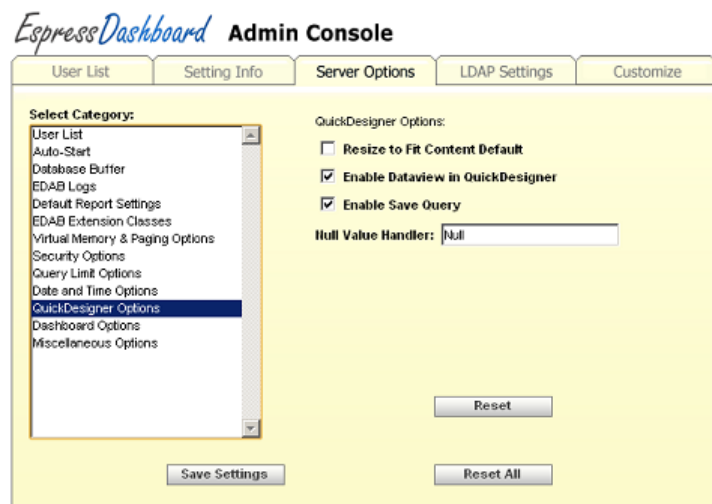 EspressDashboard Admin Console
User List Setting Info Server Options LDAP Settings Customize
Select Category:
User List
Auto-Start
Database Buffer
EDAB Logs
Default Report Settings
EDAB Extension Classes
Virtual Memory & Paging Options
Security Options
Query Limit Options
Date and Time Options
QuickDesigner Options
Dashboard Options
Miscellaneous Options
QuickDesigner Options:
Resize to Fit Content Default
Enable Dataview in QuickDesigner
Enable Save Query
Null Value Handler: Null
Reset
Save Settings
Reset All